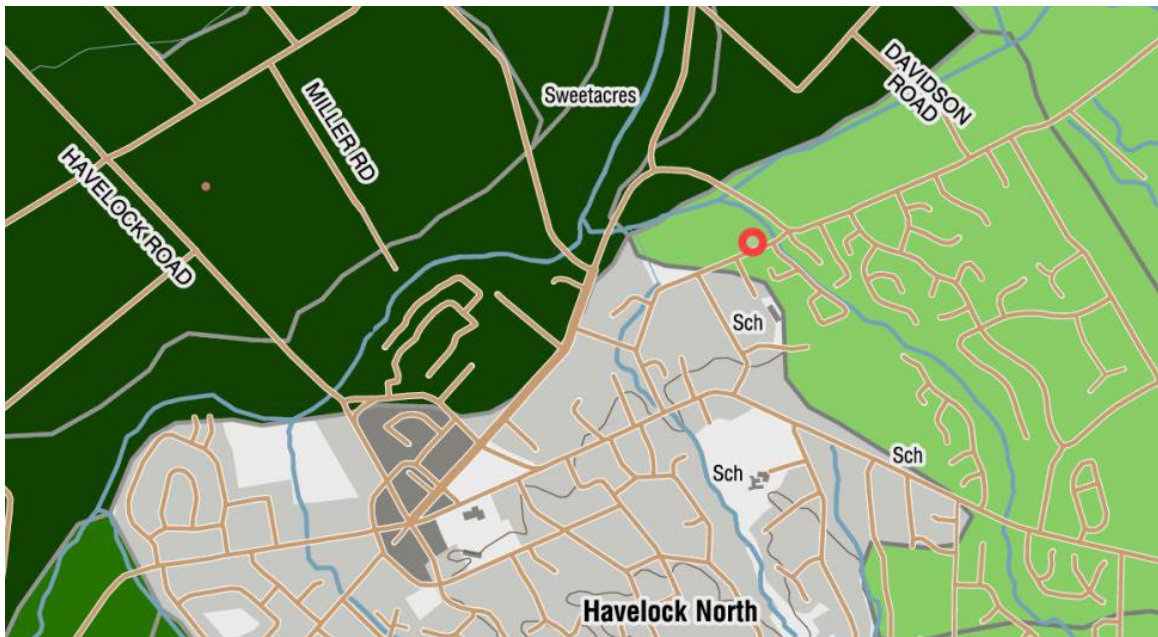 DAVIDSON
ROAD
Sweetacres
MILLER RD
HAVELOCK ROAD
Sch
Sch
Sch
Havelock North